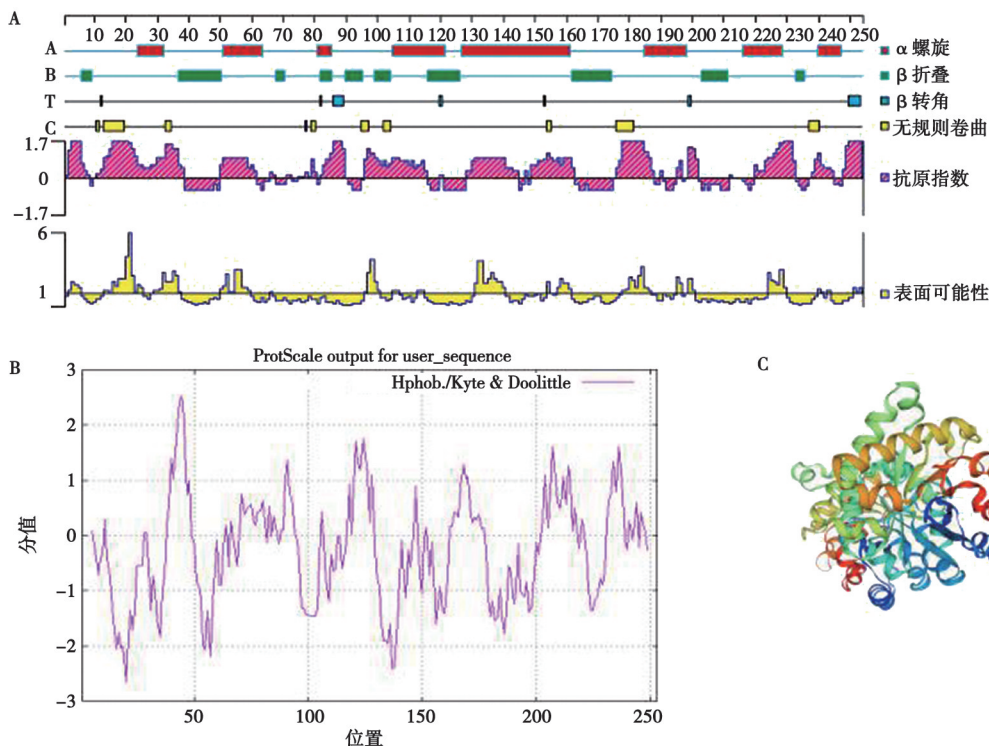 A
10 20 30 40 50 60 70 80 90 100 110 120 130 140 150 160 170 180 190 200 210 220 230 240 250
A α 螺旋
B β 折叠
T β 转角
C 无规则卷曲
1.7
0 抗原指数
−1.7
6
1 表面可能性
B
ProtScale output for user_sequence
Hphob./Kyte & Doolittle
3
2
1
0
−1
−2
−3
分值
50 100 150 200 250
位置
C